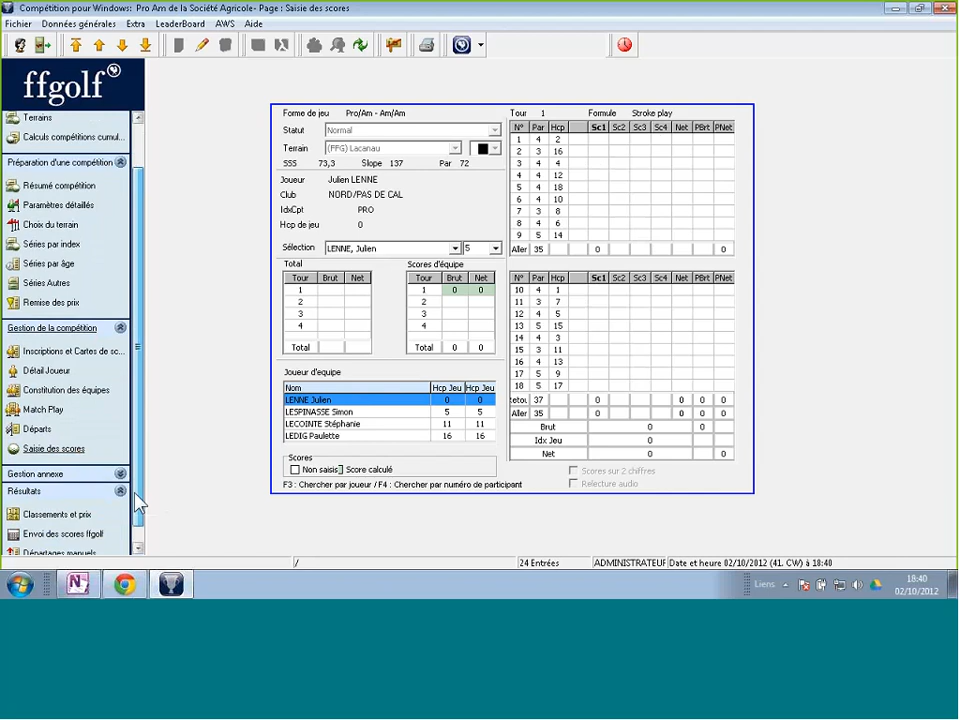 Compétition pour Windows: Pro Am de la Société Agricole- Page : Saisie des scores
Fichier Données générales Extra LeaderBoard AWS Aide
ffgolf
Terrains
Calculs compétitions cumul...
Préparation d'une compétition
Résumé compétition
Paramètres détaillés
Choix du terrain
Séries par index
Séries par âge
Séries Autres
Remise des prix
Gestion de la compétition
Inscriptions et Cartes de sc...
Détail Joueur
Constitution des équipes
Match Play
Départs
Saisie des scores
Gestion annexe
Résultats
Classements et prix
Envoi des scores ffgolf
Départages manuels
Forme de jeu Pro/Am - Am/Am
Statut Normal
Terrain (FFG) Lacanau
SSS 73,3 Slope 137 Par 72
Joueur Julien LENNE
Club NORD/PAS DE CAL
IdxCpt PRO
Hcp de jeu 0
Sélection LENNE, Julien 5
Total
Tour Brut Net
1
2
3
4
Total
Scores d'équipe
Tour Brut Net
1 0 0
2
3
4
Total 0 0
Joueur d'equipe
Nom Hcp Jeu Hcp Jeu
LENNE Julien 0 0
LESPINASSE Simon 5 5
LECOINTE Stéphanie 11 11
LEDIG Paulette 16 16
Scores
Non saisis Score calculé
F3 : Chercher par joueur / F4 : Chercher par numéro de participant
Tour 1 Formule Stroke play
N° Par Hcp Sc1 Sc2 Sc3 Sc4 Net PBrt PNet
1 4 2
2 3 16
3 4 4
4 4 12
5 4 18
6 4 10
7 3 8
8 4 6
9 5 14
Aller 35 0 0
N° Par Hcp Sc1 Sc2 Sc3 Sc4 Net PBrt PNet
10 4 1
11 3 7
12 4 5
13 5 15
14 4 3
15 3 11
16 4 13
17 5 9
18 5 17
Retou 37 0 0 0 0
Aller 35 0 0 0 0
Brut 0 0
Idx Jeu 0
Net 0 0
Scores sur 2 chiffres
Relecture audio
/ 24 Entrées ADMINISTRATEUF Date et heure 02/10/2012 (41. CW) à 18:40
Liens
18:40
02/10/2012